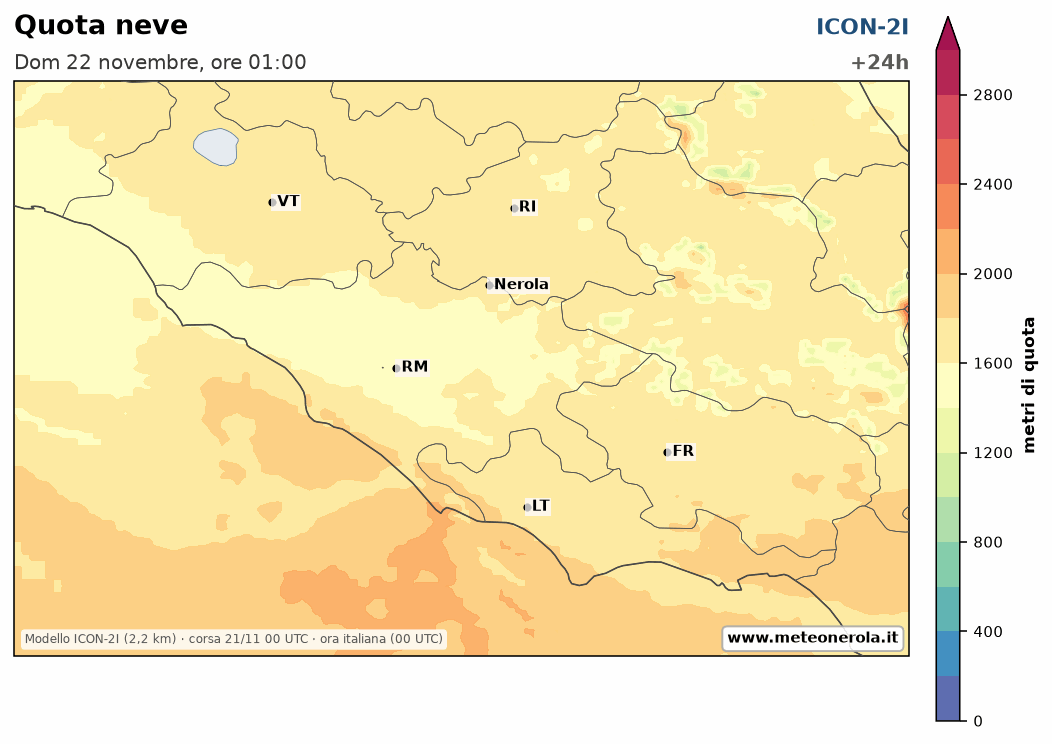 Quota neve
ICON-2I
Dom 22 novembre, ore 01:00
+24h
VT
RI
Nerola
RM
FR
LT
Modello ICON-2I (2,2 km) · corsa 21/11 00 UTC · ora italiana (00 UTC)
www.meteonerola.it
2800
2400
2000
1600
1200
800
400
0
metri di quota